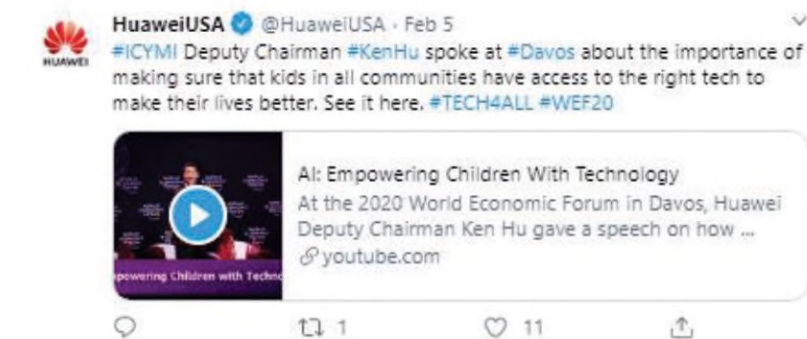 HuaweiUSA @HuaweiUSA · Feb 5
HUAWEI
#ICYMI Deputy Chairman #KenHu spoke at #Davos about the importance of
making sure that kids in all communities have access to the right tech to
make their lives better. See it here. #TECH4ALL #WEF20
AI: Empowering Children With Technology
At the 2020 World Economic Forum in Davos, Huawei
Deputy Chairman Ken Hu gave a speech on how ...
youtube.com
powering Children with Techno
1 11